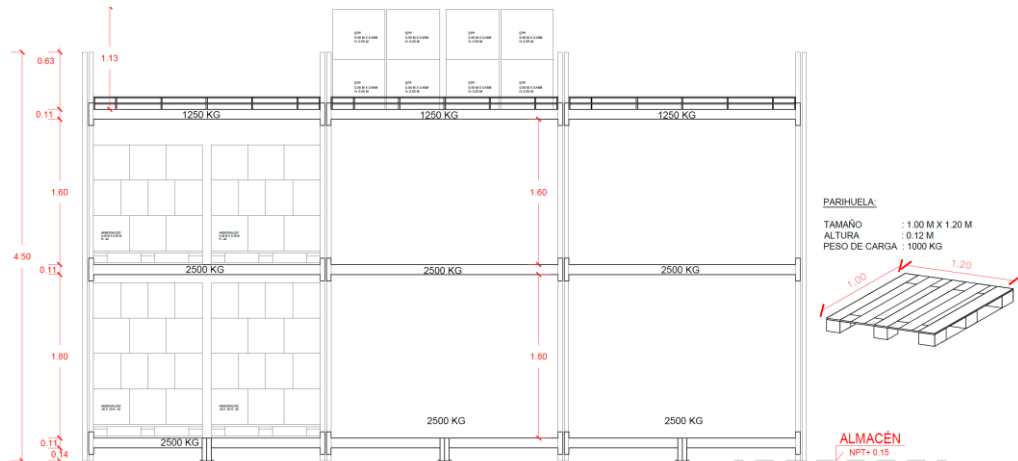 0.63
1.13
0.11
1250 KG
1250 KG
1250 KG
1.60
1.60
4.50
0.11
2500 KG
2500 KG
2500 KG
1.80
1.80
2500 KG
2500 KG
0.11
2500 KG
0.14
PARIHUELA:
TAMAÑO : 1.00 M X 1.20 M
ALTURA : 0.12 M
PESO DE CARGA : 1000 KG
1.00
1.20
ALMACÉN
NPT+ 0.15